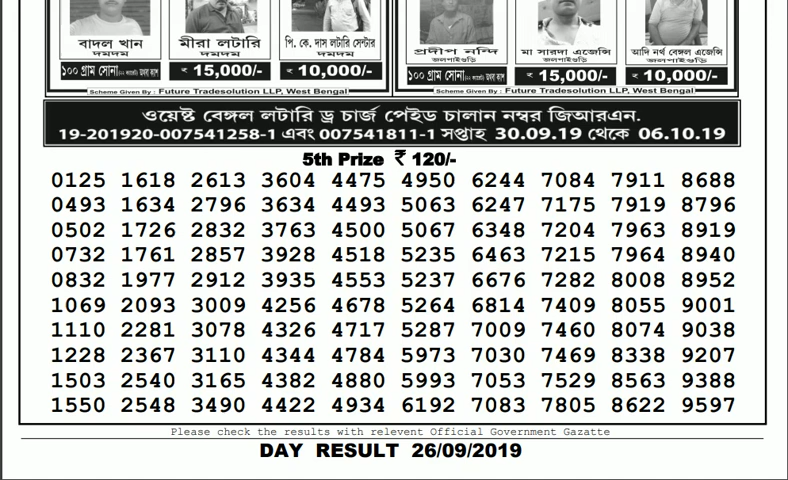 বাদল খান
দমদম
মীরা লটারি
দমদম
পি. কে. দাস লটারি সেন্টার
দমদম
প্রদীপ নন্দি
জলপাইগুড়ি
মা সারদা এজেন্সি
জলপাইগুড়ি
আদি নর্থ বেঙ্গল এজেন্সি
জলপাইগুড়ি
১০০ গ্রাম সোনা
₹ 15,000/-
₹ 10,000/-
১০০ গ্রাম সোনা
₹ 15,000/-
₹ 10,000/-
Scheme Given By : Future Tradesolution LLP, West Bengal
Scheme Given By : Future Tradesolution LLP, West Bengal
ওয়েষ্ট বেঙ্গল লটারি ড্র চার্জ পেইড চালান নম্বর জিআরএন.
19-201920-007541258-1 এবং 007541811-1 সপ্তাহ 30.09.19 থেকে 06.10.19
5th Prize ₹ 120/-
0125 1618 2613 3604 4475 4950 6244 7084 7911 8688
0493 1634 2796 3634 4493 5063 6247 7175 7919 8796
0502 1726 2832 3763 4500 5067 6348 7204 7963 8919
0732 1761 2857 3928 4518 5235 6463 7215 7964 8940
0832 1977 2912 3935 4553 5237 6676 7282 8008 8952
1069 2093 3009 4256 4678 5264 6814 7409 8055 9001
1110 2281 3078 4326 4717 5287 7009 7460 8074 9038
1228 2367 3110 4344 4784 5973 7030 7469 8338 9207
1503 2540 3165 4382 4880 5993 7053 7529 8563 9388
1550 2548 3490 4422 4934 6192 7083 7805 8622 9597
Please check the results with relevent Official Government Gazatte
DAY RESULT 26/09/2019